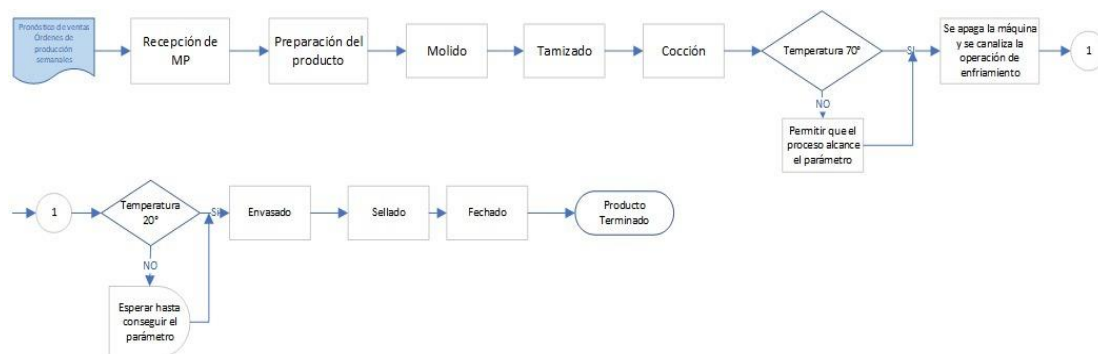 Pronóstico de ventas
Órdenes de
producción
semanales
Recepción de
MP
Preparación del
producto
Molido
Tamizado
Cocción
Temperatura 70°
SI
NO
Permitir que el
proceso alcance
el parámetro
Se apaga la máquina
y se canaliza la
operación de
enfriamiento
1
1
Temperatura
20°
Si
NO
Esperar hasta
conseguir el
parámetro
Envasado
Sellado
Fechado
Producto
Terminado